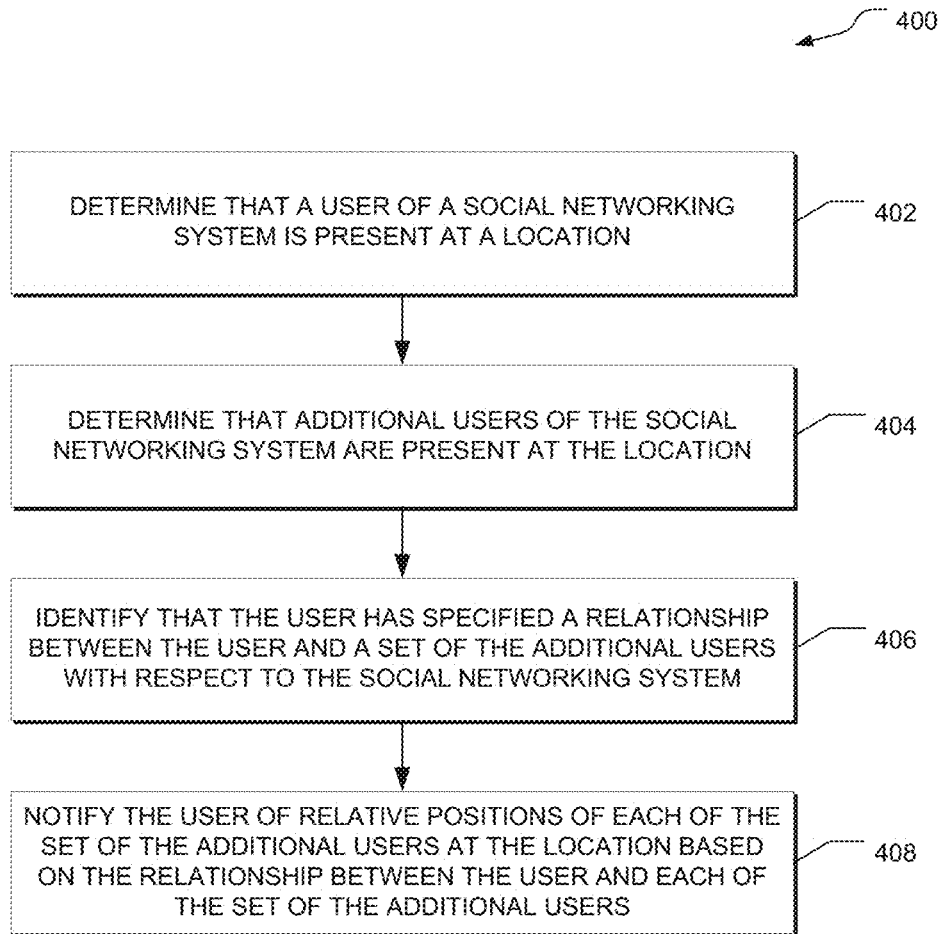 400
DETERMINE THAT A USER OF A SOCIAL NETWORKING
SYSTEM IS PRESENT AT A LOCATION
402
DETERMINE THAT ADDITIONAL USERS OF THE SOCIAL
NETWORKING SYSTEM ARE PRESENT AT THE LOCATION
404
IDENTIFY THAT THE USER HAS SPECIFIED A RELATIONSHIP
BETWEEN THE USER AND A SET OF THE ADDITIONAL USERS
WITH RESPECT TO THE SOCIAL NETWORKING SYSTEM
406
NOTIFY THE USER OF RELATIVE POSITIONS OF EACH OF THE
SET OF THE ADDITIONAL USERS AT THE LOCATION BASED
ON THE RELATIONSHIP BETWEEN THE USER AND EACH OF
THE SET OF THE ADDITIONAL USERS
408